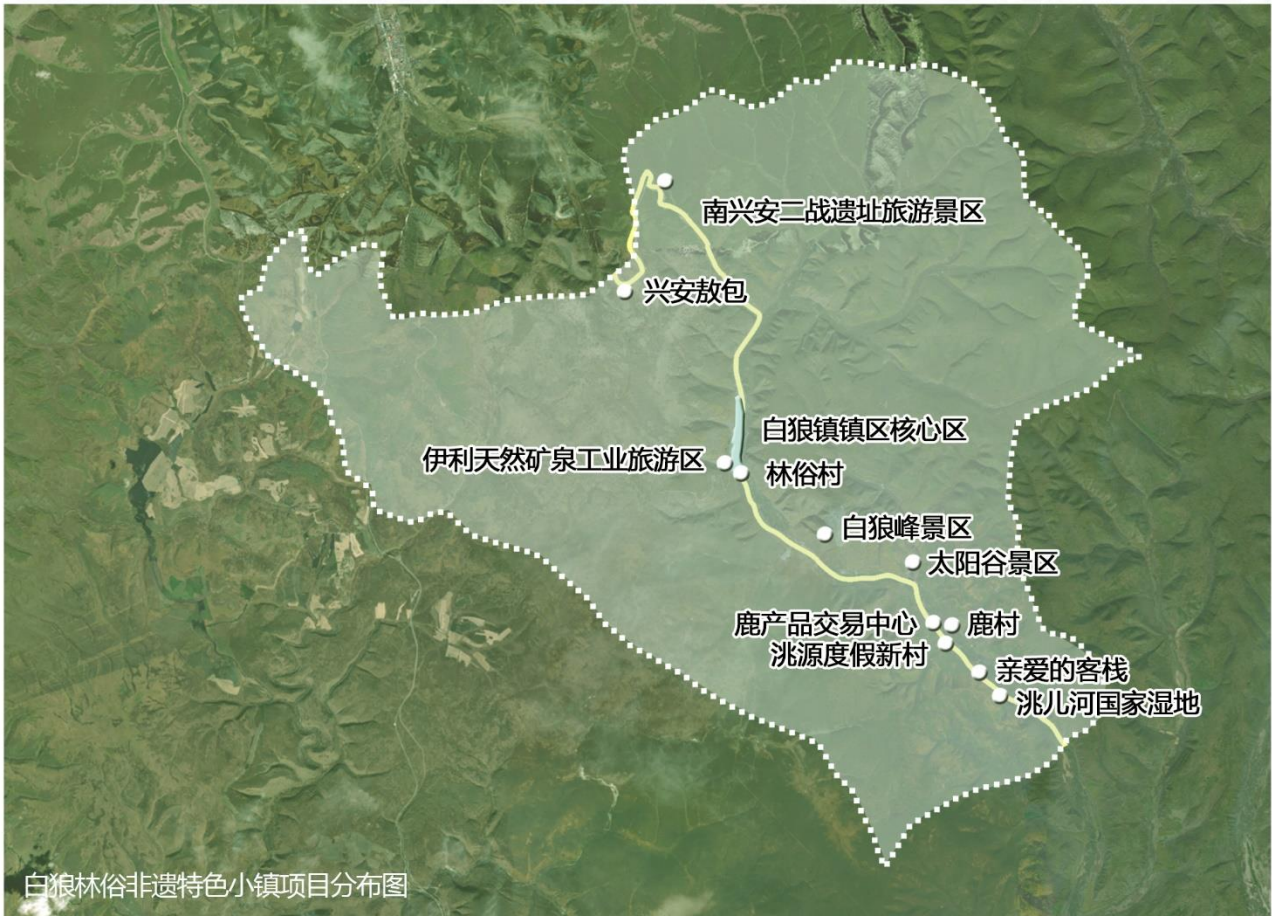 南兴安二战遗址旅游景区
兴安敖包
白狼镇镇区核心区
伊利天然矿泉工业旅游区
林俗村
白狼峰景区
太阳谷景区
鹿产品交易中心
鹿村
洮源度假新村
亲爱的客栈
洮儿河国家湿地
白狼林俗非遗特色小镇项目分布图